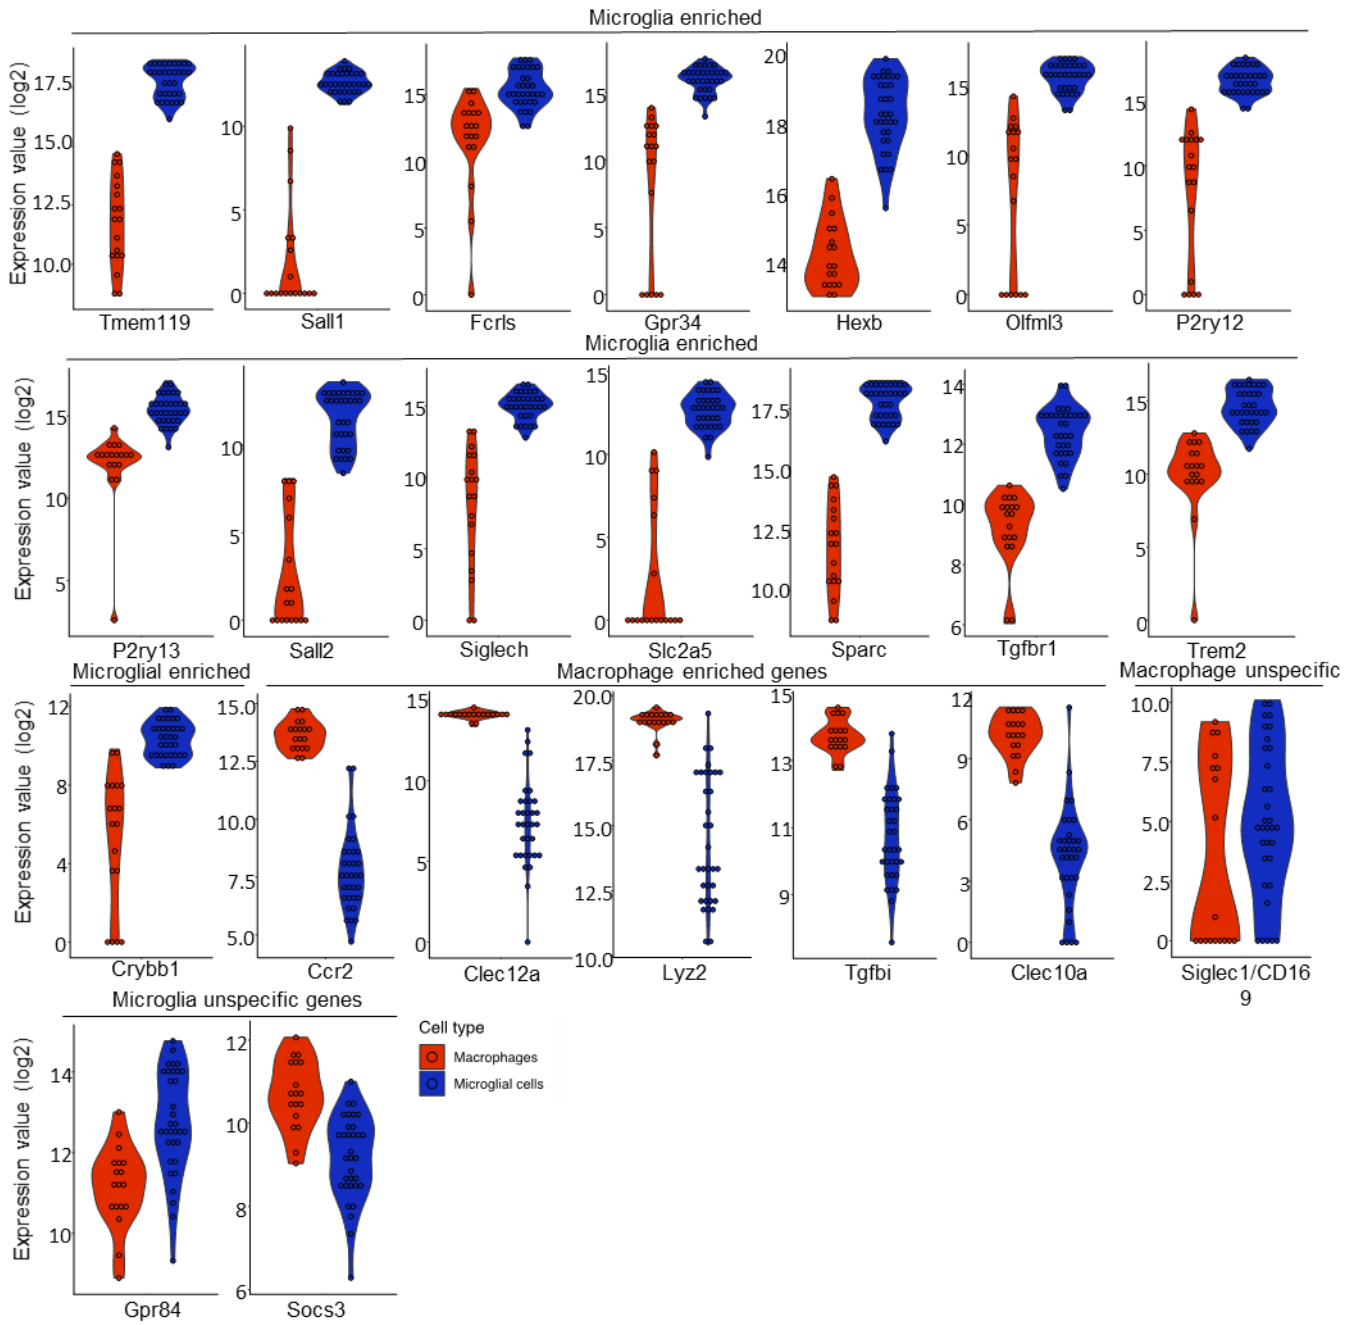 Microglia enriched
Expression value (log2)
17.5
15.0
12.5
10.0
Tmem119
10
5
0
Sall1
15
10
5
0
Fcrls
15
10
5
0
Gpr34
20
18
16
14
Hexb
15
10
5
0
Olfml3
15
10
5
0
P2ry12
Microglia enriched
Expression value (log2)
15
10
5
P2ry13
10
5
0
Sall2
15
10
5
0
Siglech
15
10
5
0
Slc2a5
17.5
15.0
12.5
10.0
Sparc
14
12
10
8
6
Tgfbr1
15
10
5
0
Trem2
Microglial enriched
Macrophage enriched genes
Macrophage unspecific
Expression value (log2)
12
8
4
0
Crybb1
15.0
12.5
10.0
7.5
5.0
Ccr2
15
10
5
0
Clec12a
20.0
17.5
15.0
12.5
10.0
Lyz2
15
13
11
9
Tgfbi
12
9
6
3
0
Clec10a
10.0
7.5
5.0
2.5
0
Siglec1/CD16
9
Microglia unspecific genes
Expression value (log2)
14
12
10
Gpr84
12
10
8
6
Socs3
Cell type
Macrophages
Microglial cells